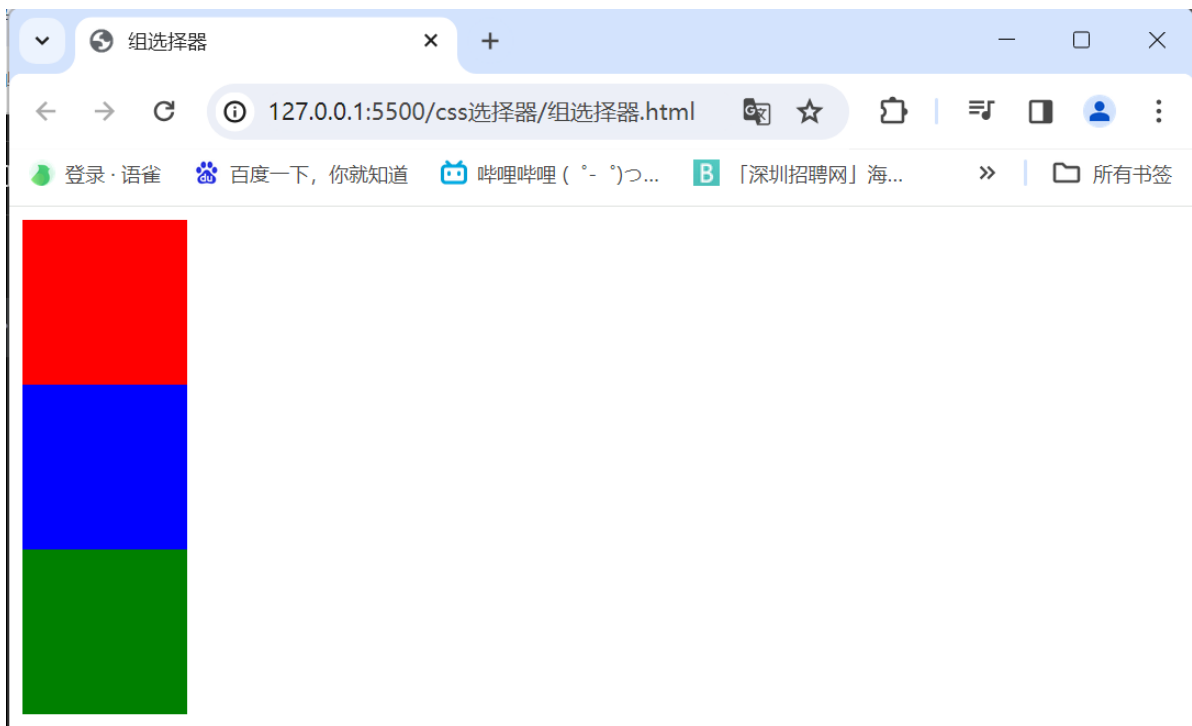 组选择器
127.0.0.1:5500/css选择器/组选择器.html
登录 · 语雀 百度一下，你就知道 哔哩哔哩 ( ゜- ゜)つ... B 「深圳招聘网」海... 所有书签